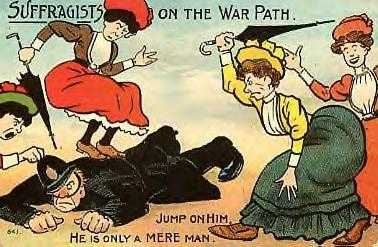 SUFFRAGISTS ON THE WAR PATH.
JUMP ON HIM,
HE IS ONLY A MERE MAN.